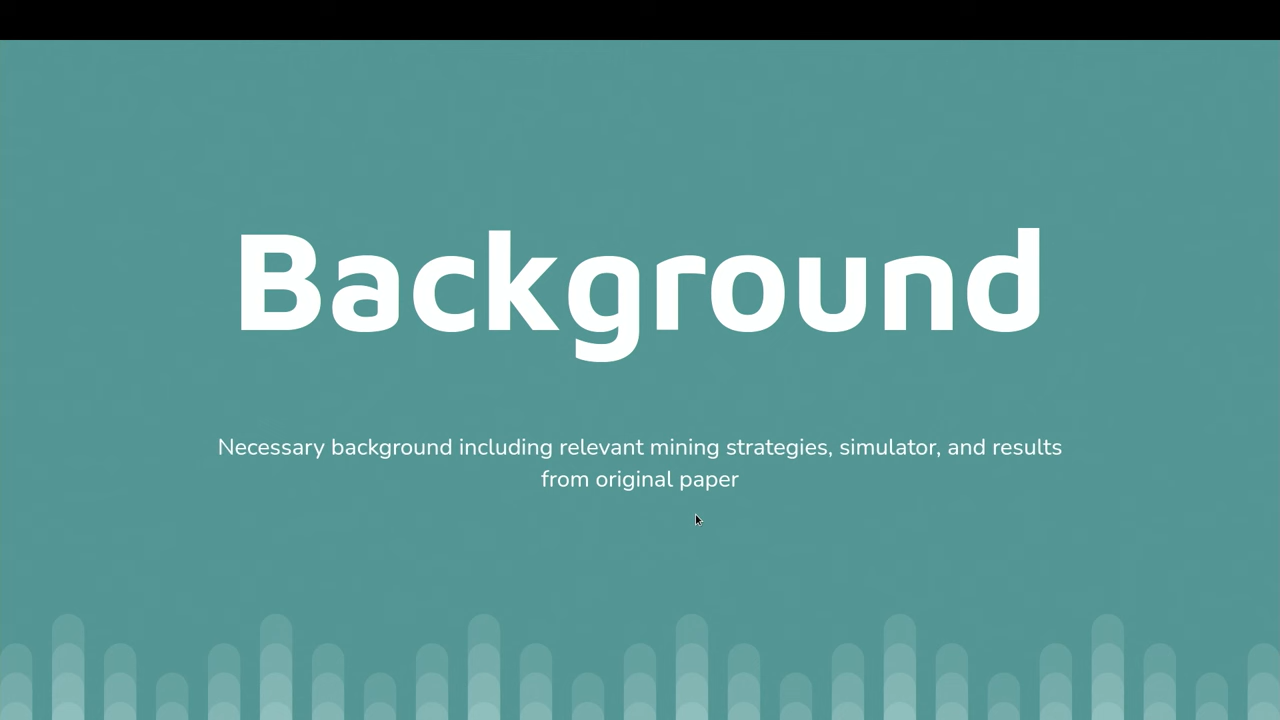 Background
Necessary background including relevant mining strategies, simulator, and results
from original paper